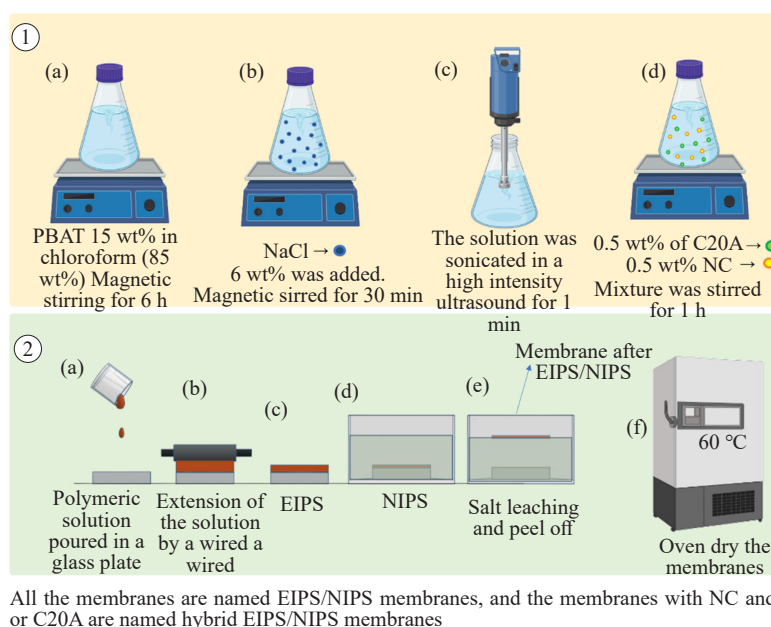 1
(a)
(b)
(c)
(d)
PBAT 15 wt% in
chloroform (85
wt%) Magnetic
stirring for 6 h
NaCl →
6 wt% was added.
Magnetic sirred for 30 min
The solution was
sonicated in a
high intensity
ultrasound for 1
min
0.5 wt% of C20A→
0.5 wt% NC →
Mixture was stirred
for 1 h
2
(a)
(b)
(c)
(d)
(e)
(f)
Membrane after
EIPS/NIPS
60 °C
Polymeric
solution
poured in a
glass plate
Extension of
the solution
by a wired a
wired
EIPS
NIPS
Salt leaching
and peel off
Oven dry the
membranes
All the membranes are named EIPS/NIPS membranes, and the membranes with NC and
or C20A are named hybrid EIPS/NIPS membranes